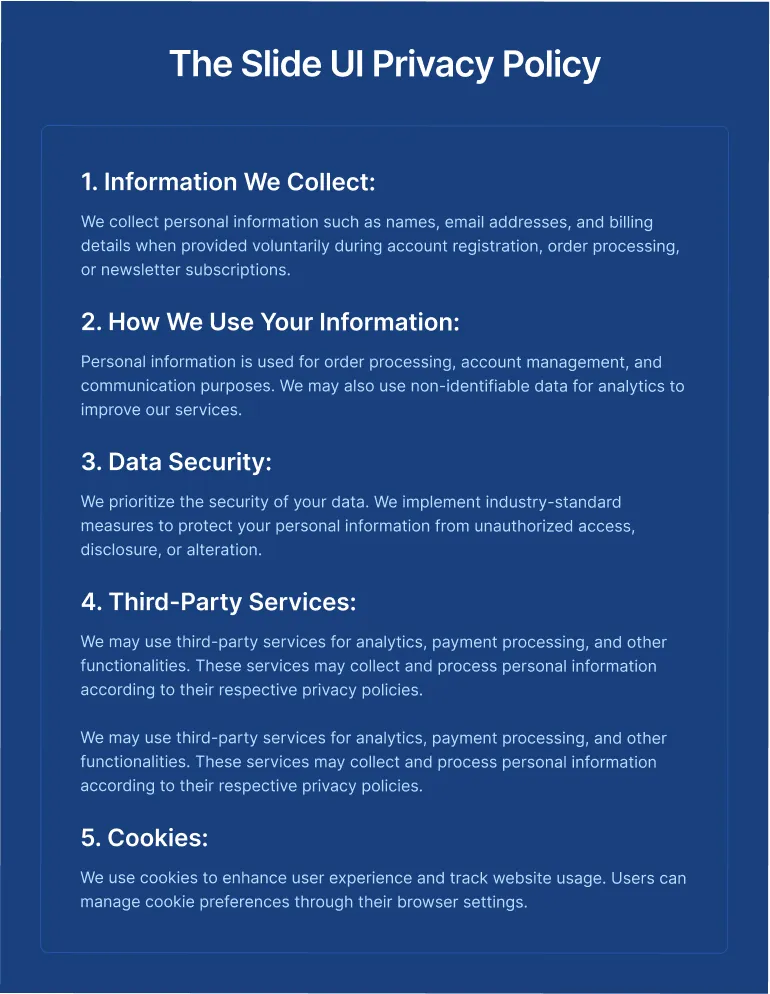 The Slide UI Privacy Policy
1. Information We Collect:
We collect personal information such as names, email addresses, and billing
details when provided voluntarily during account registration, order processing,
or newsletter subscriptions.
2. How We Use Your Information:
Personal information is used for order processing, account management, and
communication purposes. We may also use non-identifiable data for analytics to
improve our services.
3. Data Security:
We prioritize the security of your data. We implement industry-standard
measures to protect your personal information from unauthorized access,
disclosure, or alteration.
4. Third-Party Services:
We may use third-party services for analytics, payment processing, and other
functionalities. These services may collect and process personal information
according to their respective privacy policies.
We may use third-party services for analytics, payment processing, and other
functionalities. These services may collect and process personal information
according to their respective privacy policies.
5. Cookies:
We use cookies to enhance user experience and track website usage. Users can
manage cookie preferences through their browser settings.